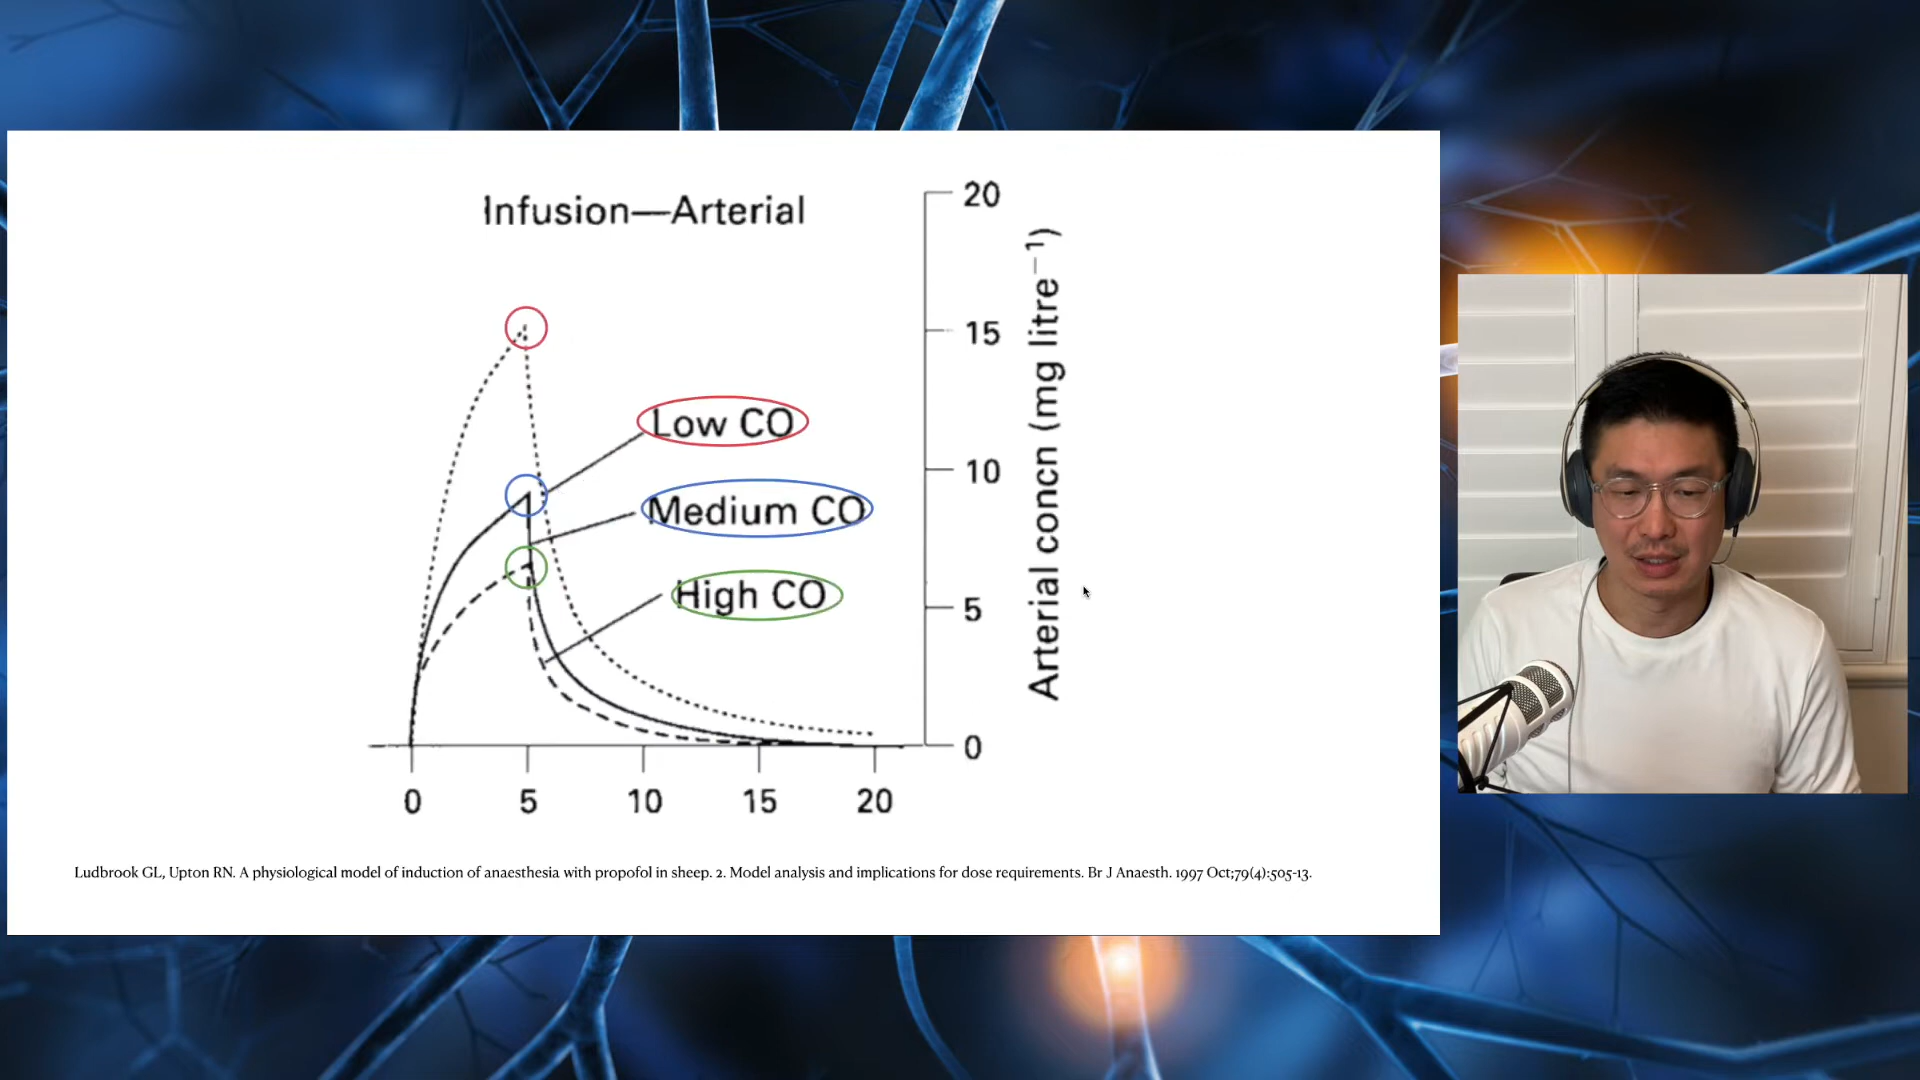 Infusion—Arterial
20
15
10
5
0
Arterial concn (mg litre⁻¹)
Low CO
Medium CO
High CO
0 5 10 15 20
Ludbrook GL, Upton RN. A physiological model of induction of anaesthesia with propofol in sheep. 2. Model analysis and implications for dose requirements. Br J Anaesth. 1997 Oct;79(4):505-13.